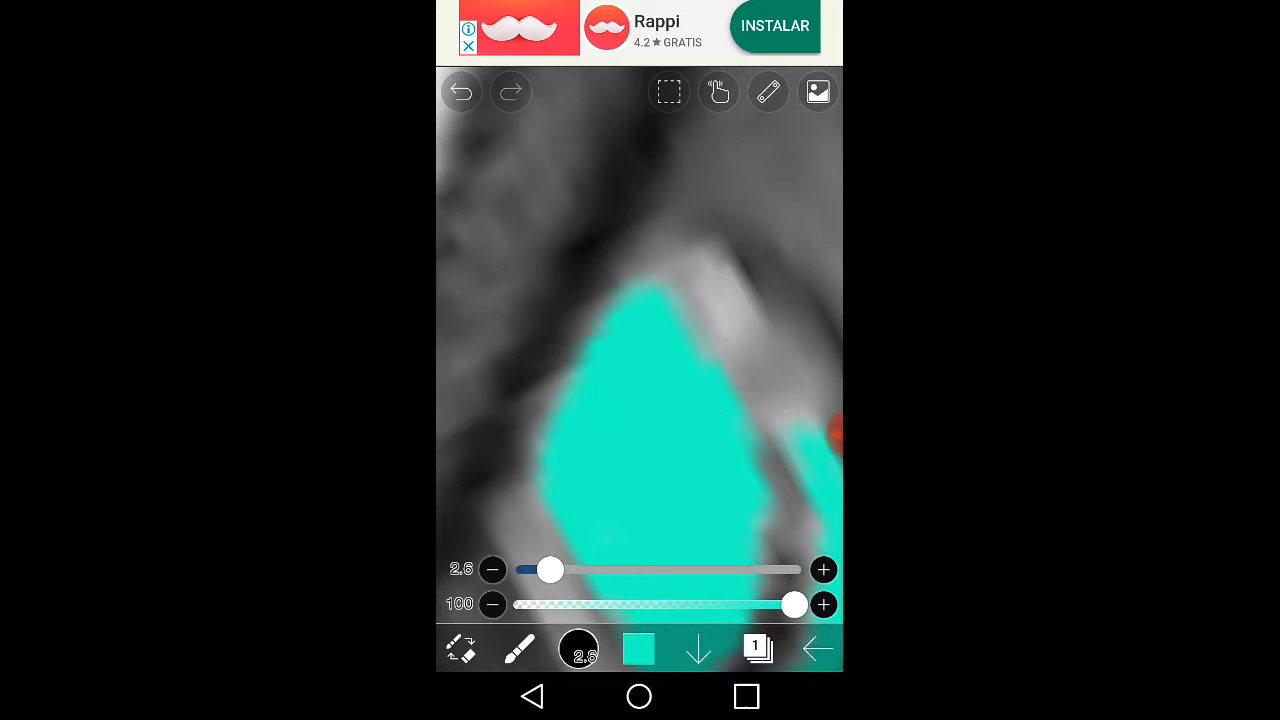 Rappi
4.2★GRATIS
INSTALAR
2.6
100
2.6
1